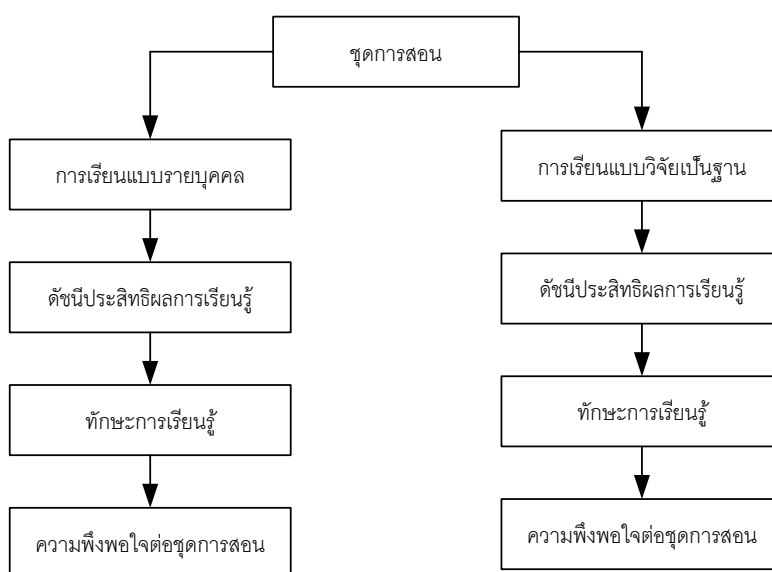 ชุดการสอน
การเรียนแบบรายบุคคล
การเรียนแบบวิจัยเป็นฐาน
ดัชนีประสิทธิผลการเรียนรู้
ดัชนีประสิทธิผลการเรียนรู้
ทักษะการเรียนรู้
ทักษะการเรียนรู้
ความพึงพอใจต่อชุดการสอน
ความพึงพอใจต่อชุดการสอน